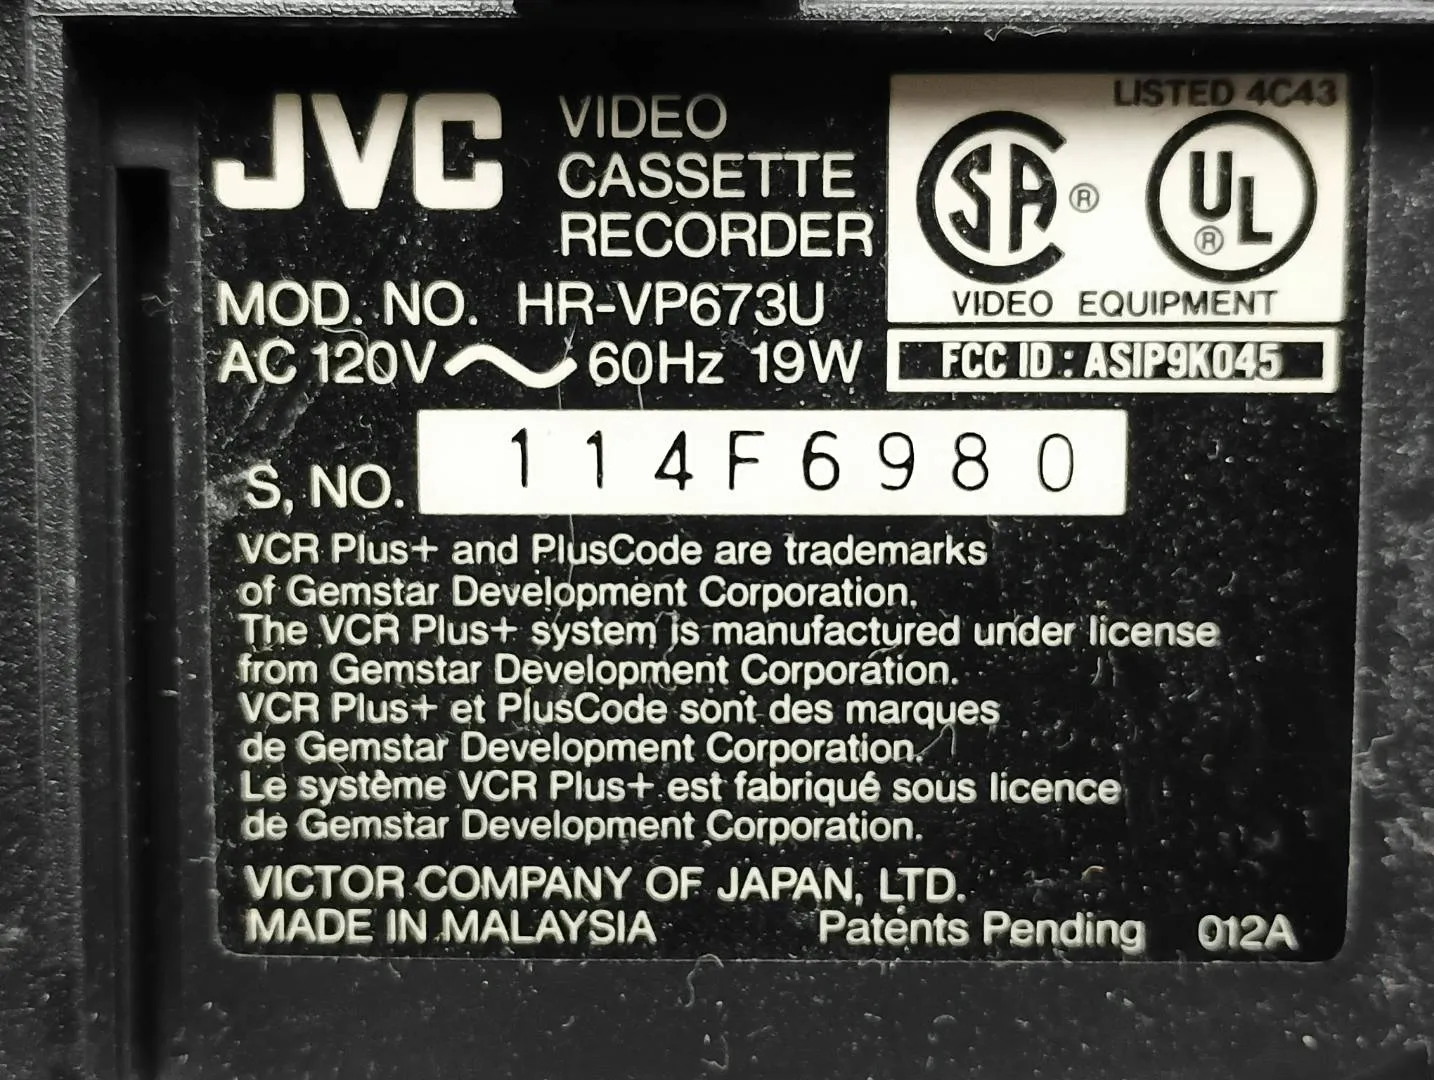 JVC
VIDEO
CASSETTE
RECORDER
MOD. NO. HR-VP673U
AC 120V ~ 60Hz 19W
LISTED 4C43
SA ®
UL ®
VIDEO EQUIPMENT
FCC ID : ASIP9K045
S, NO. 114F6980
VCR Plus+ and PlusCode are trademarks
of Gemstar Development Corporation.
The VCR Plus+ system is manufactured under license
from Gemstar Development Corporation.
VCR Plus+ et PlusCode sont des marques
de Gemstar Development Corporation.
Le système VCR Plus+ est fabriqué sous licence
de Gemstar Development Corporation.
VICTOR COMPANY OF JAPAN, LTD.
MADE IN MALAYSIA Patents Pending 012A